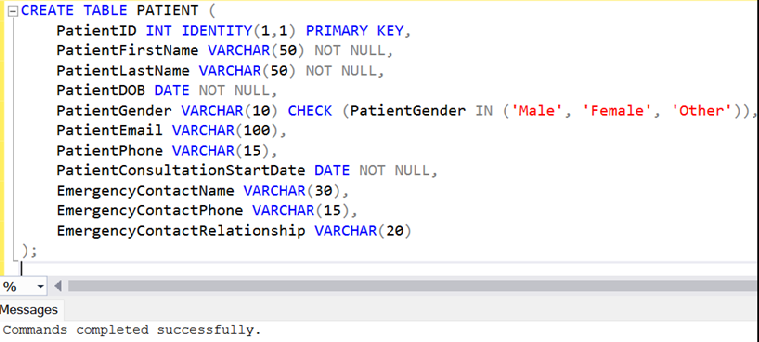 CREATE TABLE PATIENT (
PatientID INT IDENTITY(1,1) PRIMARY KEY,
PatientFirstName VARCHAR(50) NOT NULL,
PatientLastName VARCHAR(50) NOT NULL,
PatientDOB DATE NOT NULL,
PatientGender VARCHAR(10) CHECK (PatientGender IN ('Male', 'Female', 'Other')),
PatientEmail VARCHAR(100),
PatientPhone VARCHAR(15),
PatientConsultationStartDate DATE NOT NULL,
EmergencyContactName VARCHAR(30),
EmergencyContactPhone VARCHAR(15),
EmergencyContactRelationship VARCHAR(20)
);
%
Messages
Commands completed successfully.